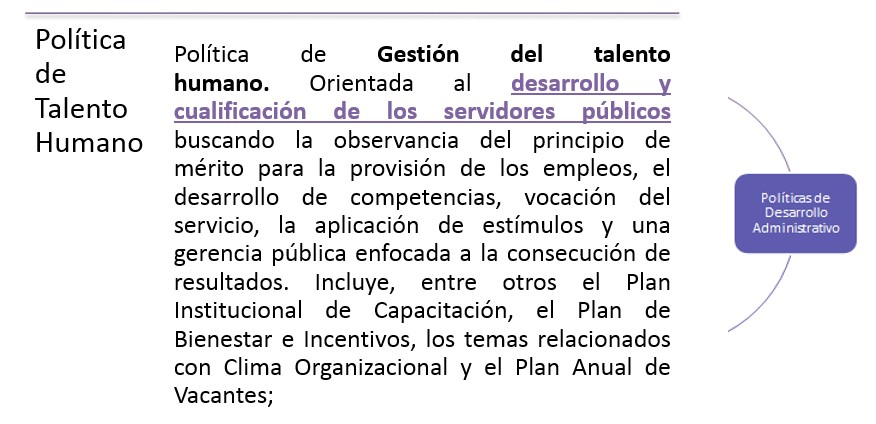 Política
de
Talento
Humano
Política de Gestión del talento
humano. Orientada al desarrollo y
cualificación de los servidores públicos
buscando la observancia del principio de
mérito para la provisión de los empleos, el
desarrollo de competencias, vocación del
servicio, la aplicación de estímulos y una
gerencia pública enfocada a la consecución de
resultados. Incluye, entre otros el Plan
Institucional de Capacitación, el Plan de
Bienestar e Incentivos, los temas relacionados
con Clima Organizacional y el Plan Anual de
Vacantes;
Políticas de
Desarrollo
Administrativo